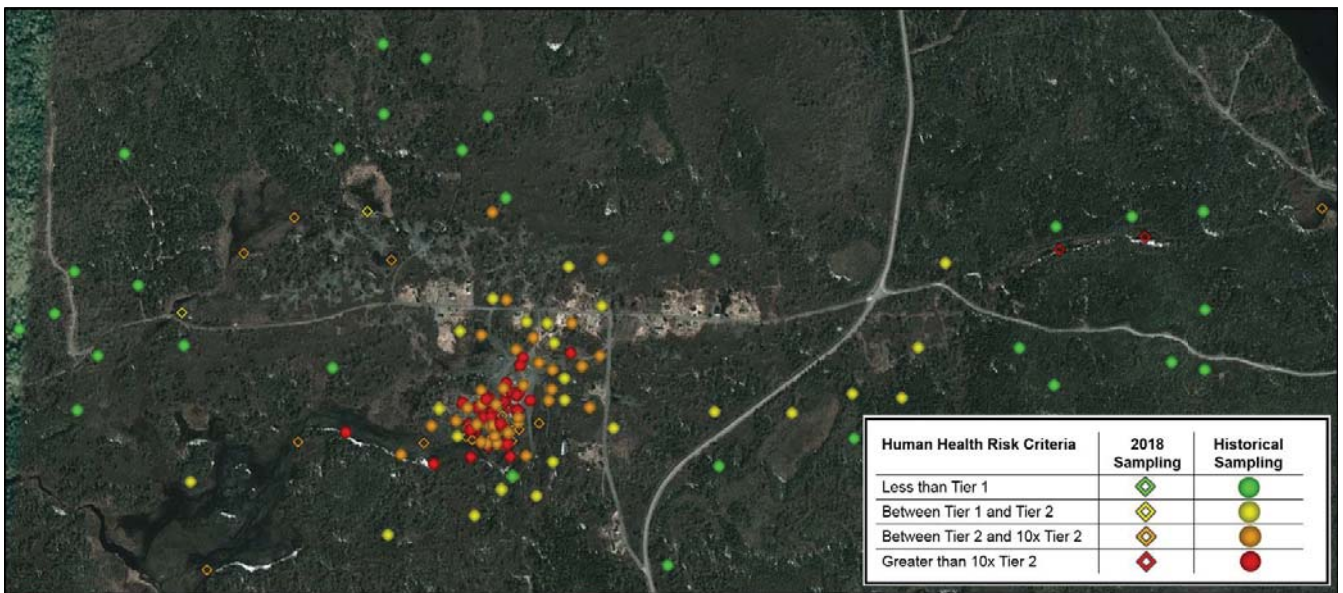 Human Health Risk Criteria 2018 Sampling Historical Sampling
Less than Tier 1
Between Tier 1 and Tier 2
Between Tier 2 and 10x Tier 2
Greater than 10x Tier 2